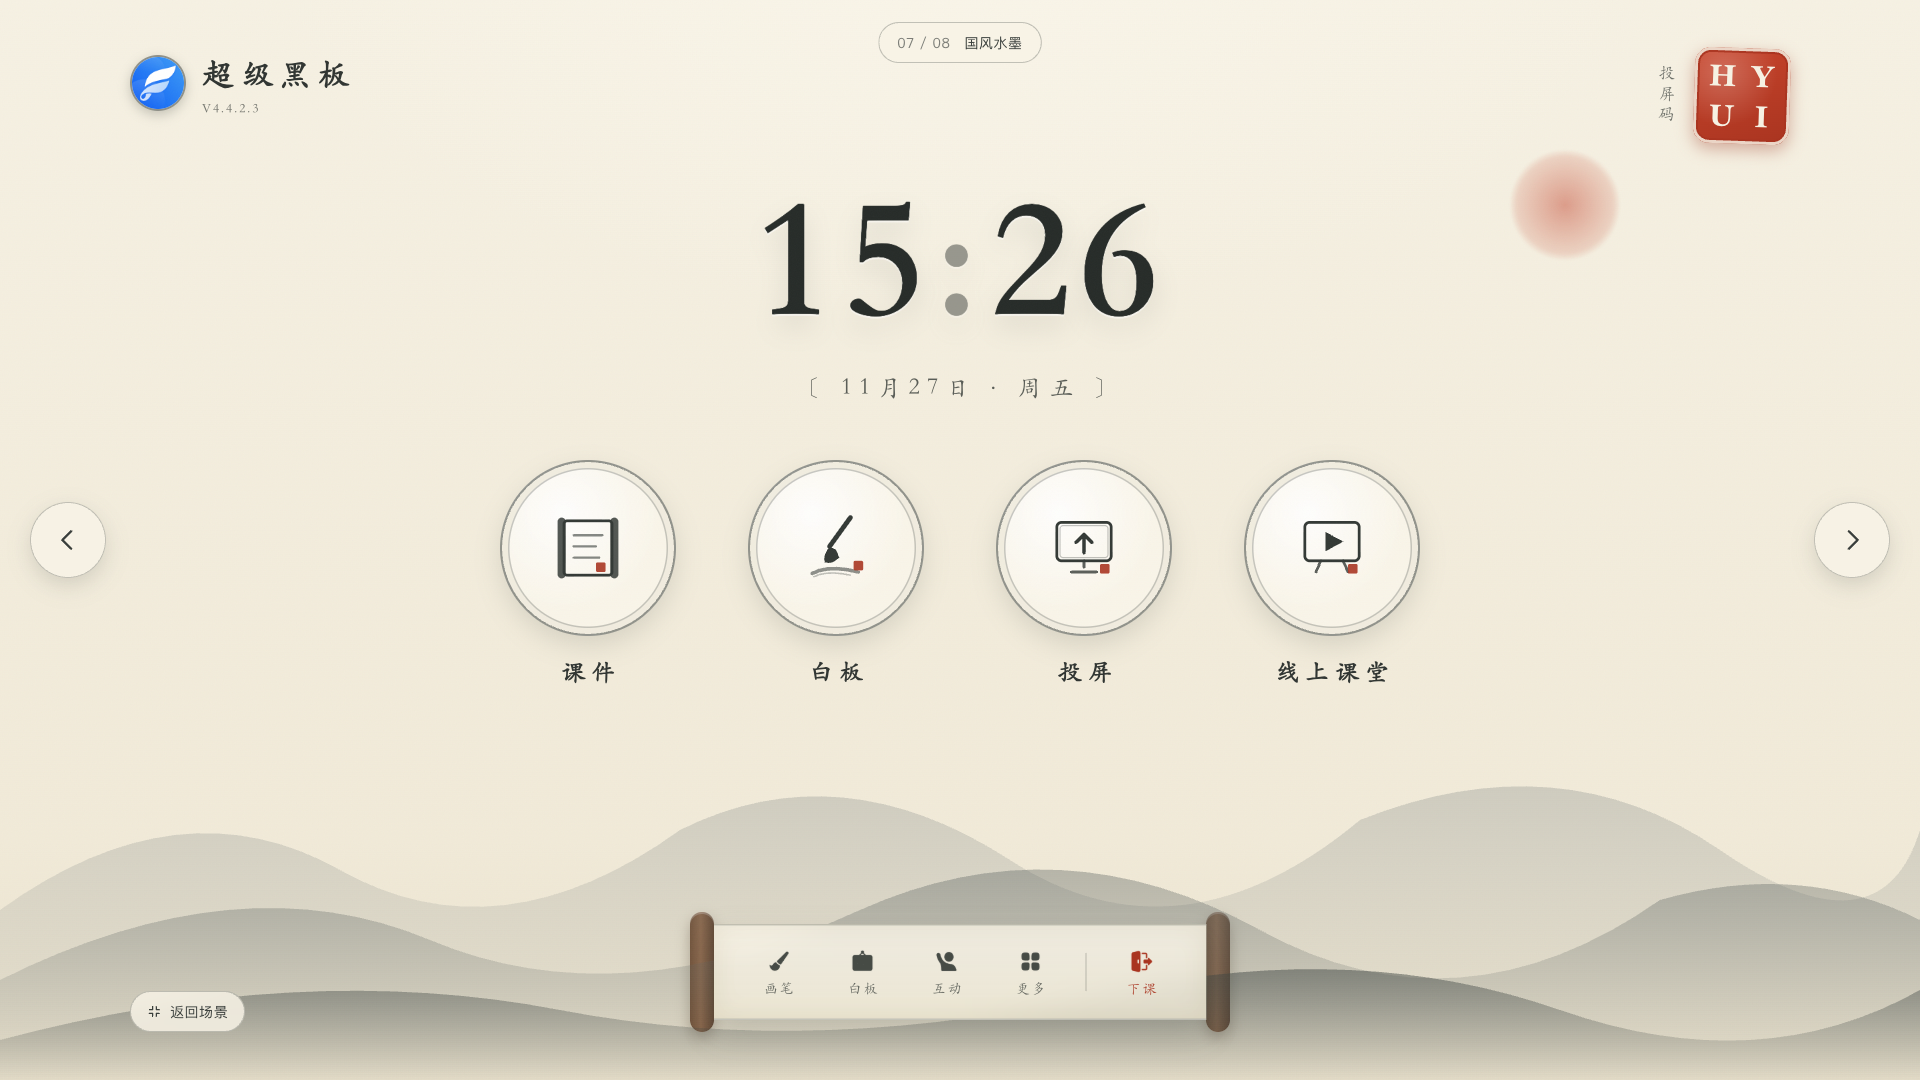 07 / 08 国风水墨
超级黑板
V4.4.2.3
投屏码
HY
UI
15:26
〔 11月27日 · 周五 〕
课件
白板
投屏
线上课堂
画笔
白板
互动
更多
下课
返回场景